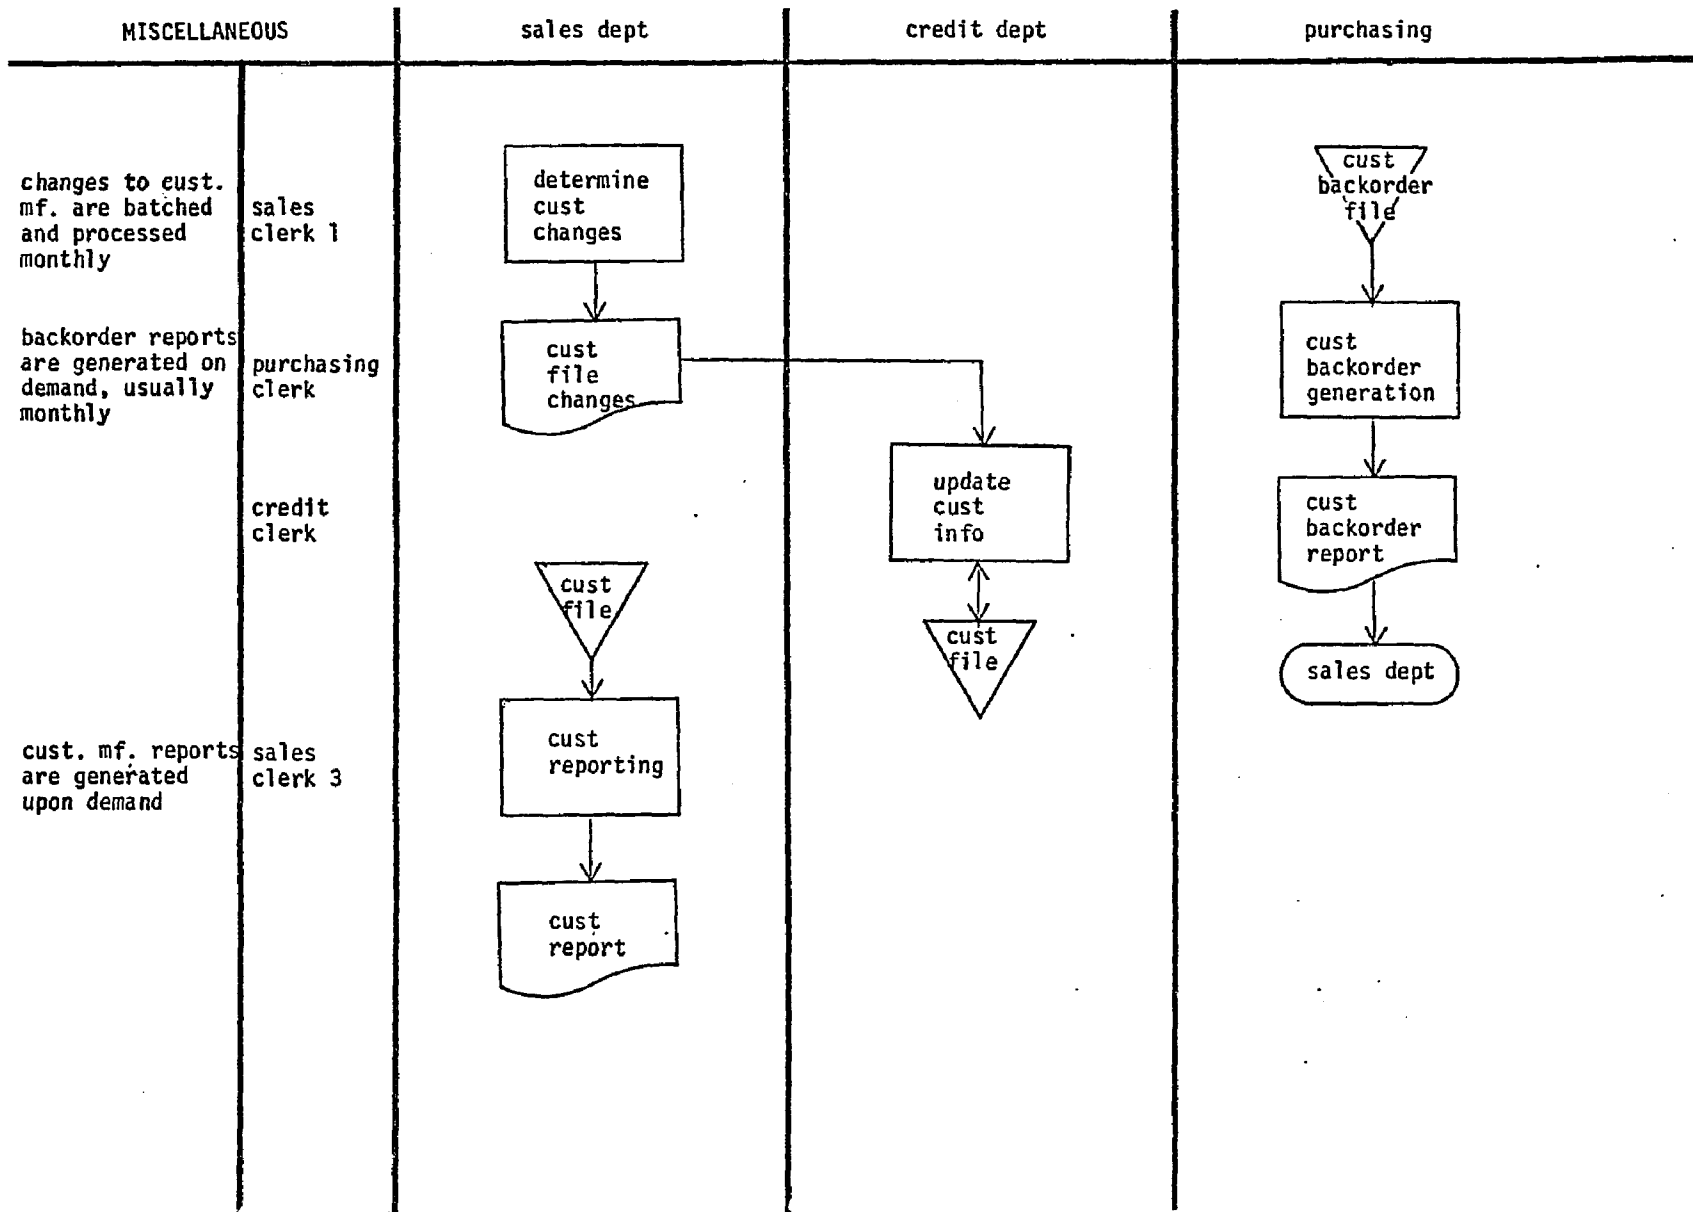 MISCELLANEOUS
sales dept
credit dept
purchasing
changes to cust.
mf. are batched
and processed
monthly
sales
clerk 1
determine
cust
changes
cust
backorder
file
backorder reports
are generated on
demand, usually
monthly
purchasing
clerk
cust
file
changes
cust
backorder
generation
credit
clerk
update
cust
info
cust
backorder
report
cust
file
cust
file
sales dept
cust. mf. reports
are generated
upon demand
sales
clerk 3
cust
reporting
cust
report